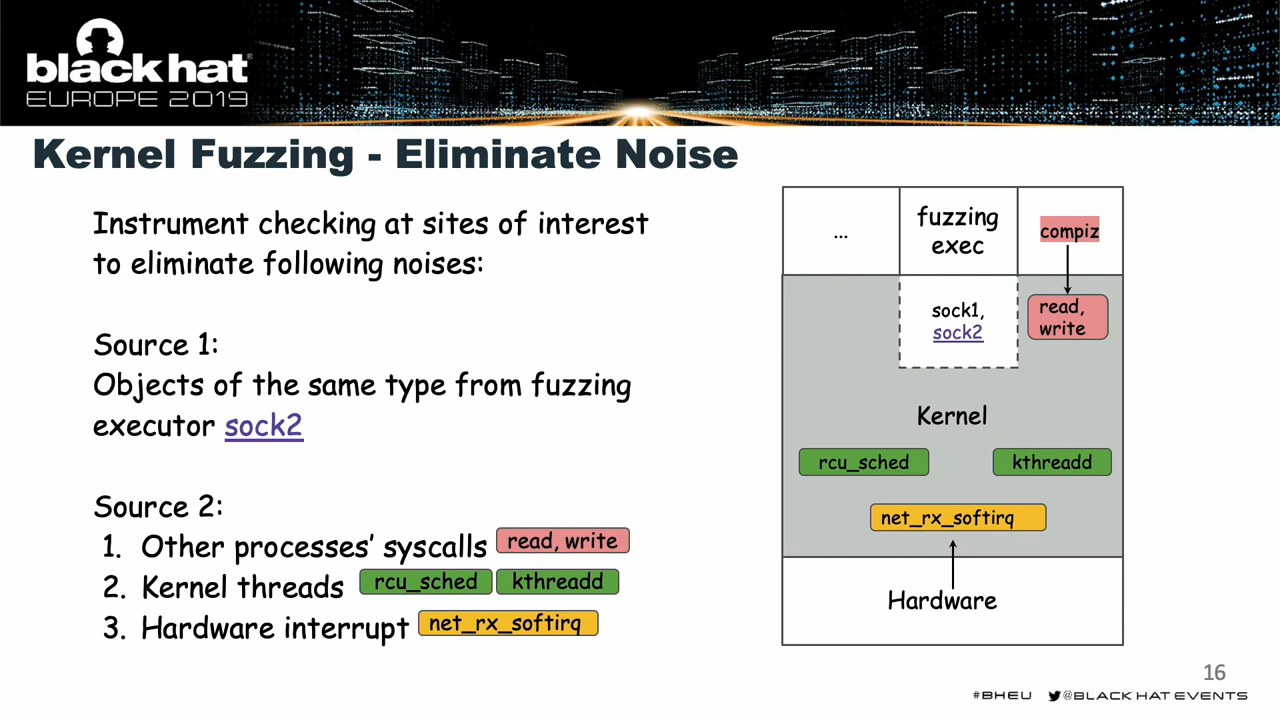 black hat
EUROPE 2019
Kernel Fuzzing - Eliminate Noise
Instrument checking at sites of interest
to eliminate following noises:
Source 1:
Objects of the same type from fuzzing
executor sock2
Source 2:
1. Other processes’ syscalls read, write
2. Kernel threads rcu_sched kthreadd
3. Hardware interrupt net_rx_softirq
...
fuzzing
exec
compiz
sock1,
sock2
read,
write
Kernel
rcu_sched
kthreadd
net_rx_softirq
Hardware
16
#BHEU @BLACK HAT EVENTS